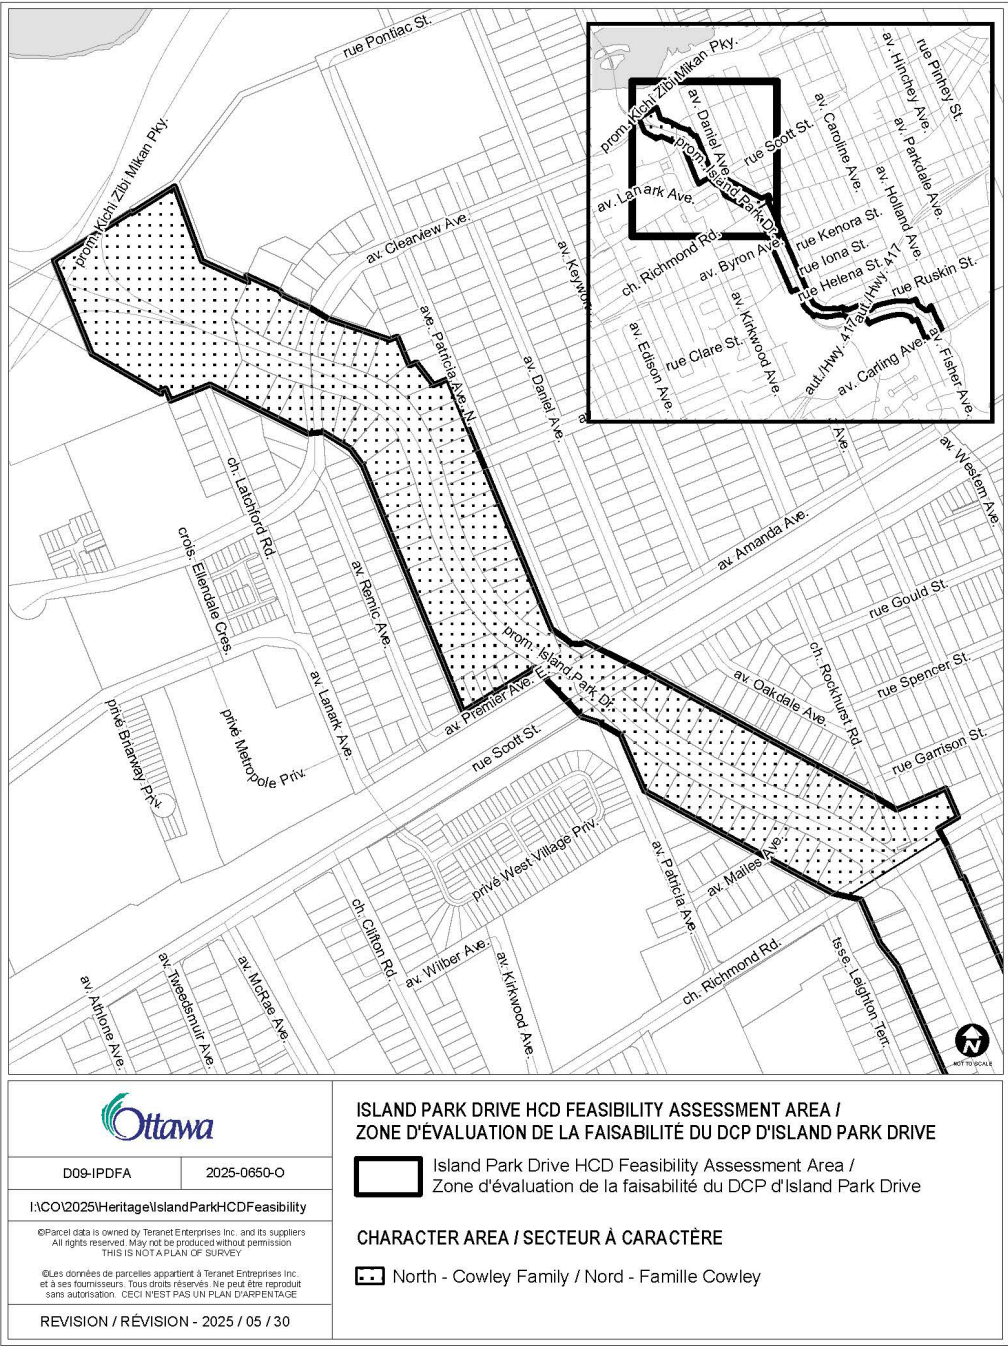 rue Pontiac St.
prom. Kichi Zibi Mikan Pky.
av. Clearview Ave.
av. Keywor
ave. Patricia Ave. N.
av. Daniel Ave.
ch. Latchford Rd.
crois. Ellendale Cres.
av. Remic Ave.
av. Lanark Ave.
privé Briarway Priv.
privé Metropole Priv.
av. Premier Ave. E.
rue Scott St.
prom. Island Park Dr.
av. Amanda Ave.
av. Western Ave.
rue Gould St.
ch. Rockhurst Rd.
rue Spencer St.
av. Oakdale Ave.
rue Garrison St.
privé West Village Priv.
av. Patricia Ave.
av. Mailes Ave.
ch. Clifton Rd.
av. Wilber Ave.
av. Kirkwood Ave.
ch. Richmond Rd.
tsse. Leighton Terr.
av. McRae Ave.
av. Tweedsmuir Ave.
av. Athlone Ave.
Ave.
prom. Kichi Zibi Mikan Pky.
av. Daniel Ave.
rue Scott St.
av. Caroline Ave.
av. Hinchey Ave.
rue Pinhey St.
av. Parkdale Ave.
av. Holland Ave.
av. Lanark Ave.
prom. Island Park Dr.
ch. Richmond Rd.
av. Byron Ave.
rue Kenora St.
rue Iona St.
rue Helena St.
aut./Hwy. 417
rue Ruskin St.
av. Kirkwood Ave.
rue Clare St.
av. Edison Ave.
aut./Hwy. 417
av. Carling Ave.
av. Fisher Ave.
N
NOT TO SCALE
Ottawa
D09-IPDFA
2025-0650-O
I:\CO\2025\Heritage\IslandParkHCDFeasibility
©Parcel data is owned by Teranet Enterprises Inc. and its suppliers
All rights reserved. May not be produced without permission
THIS IS NOT A PLAN OF SURVEY
©Les données de parcelles appartient à Teranet Entreprises Inc.
et à ses fournisseurs. Tous droits réservés. Ne peut être reproduit
sans autorisation. CECI N'EST PAS UN PLAN D'ARPENTAGE
REVISION / RÉVISION - 2025 / 05 / 30
ISLAND PARK DRIVE HCD FEASIBILITY ASSESSMENT AREA /
ZONE D'ÉVALUATION DE LA FAISABILITÉ DU DCP D'ISLAND PARK DRIVE
Island Park Drive HCD Feasibility Assessment Area /
Zone d'évaluation de la faisabilité du DCP d'Island Park Drive
CHARACTER AREA / SECTEUR À CARACTÈRE
North - Cowley Family / Nord - Famille Cowley